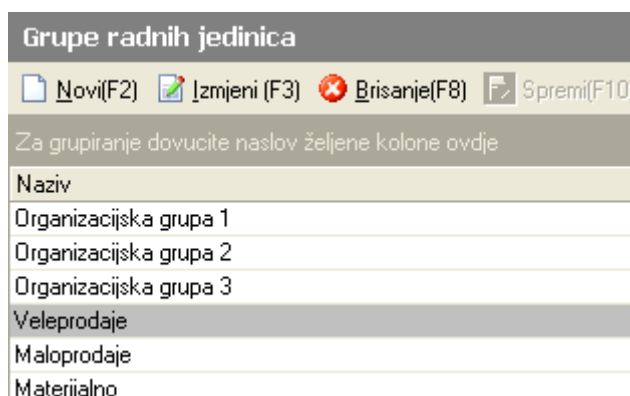 Grupe radnih jedinica
Novi(F2) Izmjeni (F3) Brisanje(F8) Spremi(F10
Za grupiranje dovucite naslov željene kolone ovdje
Naziv
Organizacijska grupa 1
Organizacijska grupa 2
Organizacijska grupa 3
Veleprodaje
Maloprodaje
Materijalno